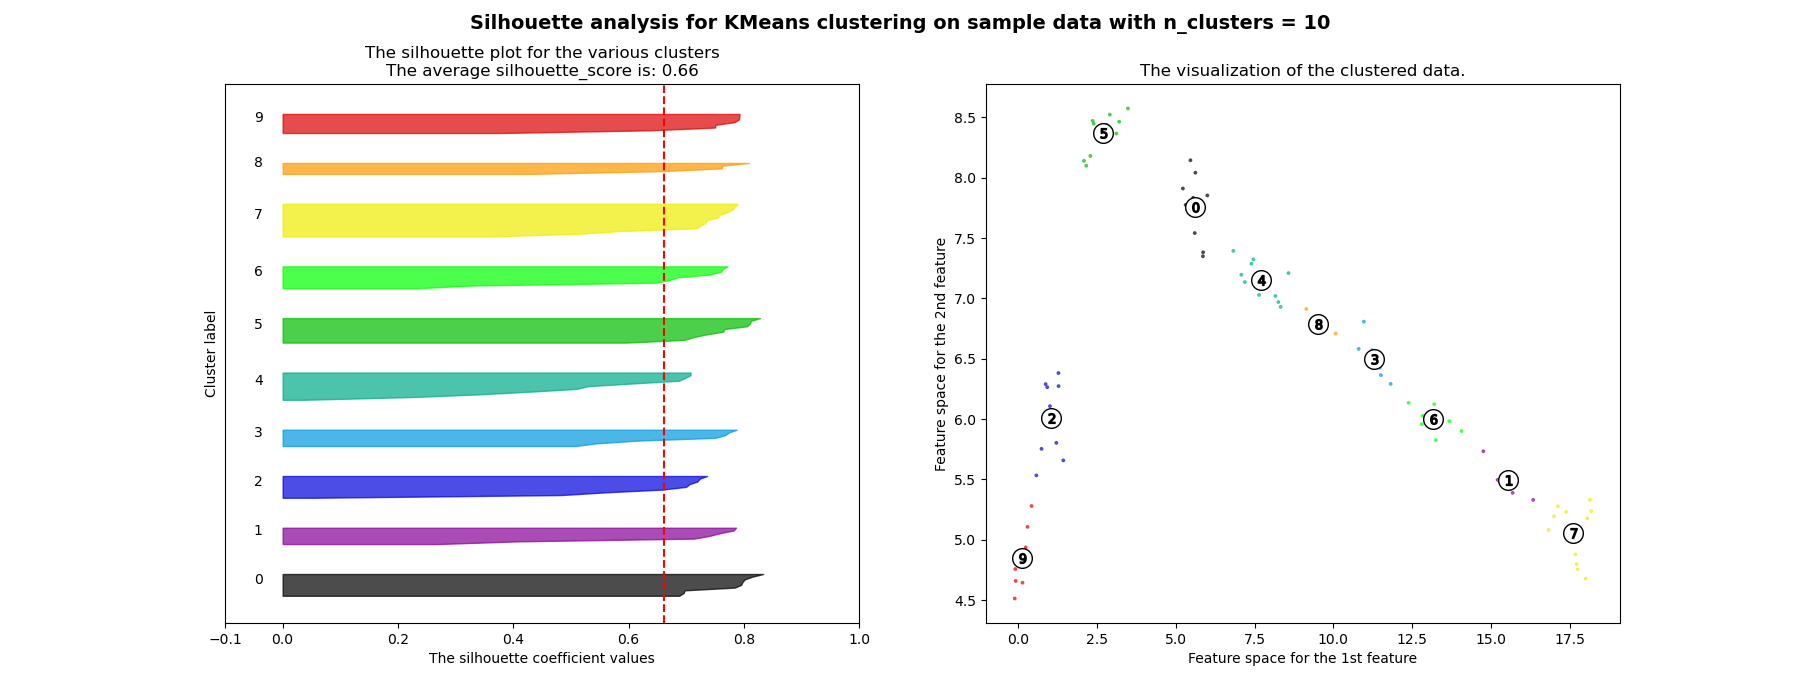 Silhouette analysis for KMeans clustering on sample data with n_clusters = 10
The silhouette plot for the various clusters
The average silhouette_score is: 0.66
9
8
7
6
5
4
3
2
1
0
Cluster label
−0.1 0.0 0.2 0.4 0.6 0.8 1.0
The silhouette coefficient values
The visualization of the clustered data.
8.5
8.0
7.5
7.0
6.5
6.0
5.5
5.0
4.5
Feature space for the 2nd feature
5
0
4
8
3
2
6
1
7
9
0.0 2.5 5.0 7.5 10.0 12.5 15.0 17.5
Feature space for the 1st feature